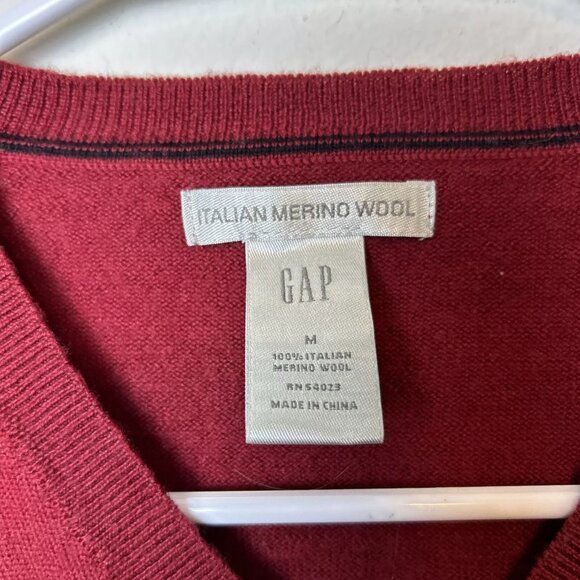 ITALIAN MERINO WOOL
GAP
M
100% ITALIAN
MERINO WOOL
RN 54023
MADE IN CHINA